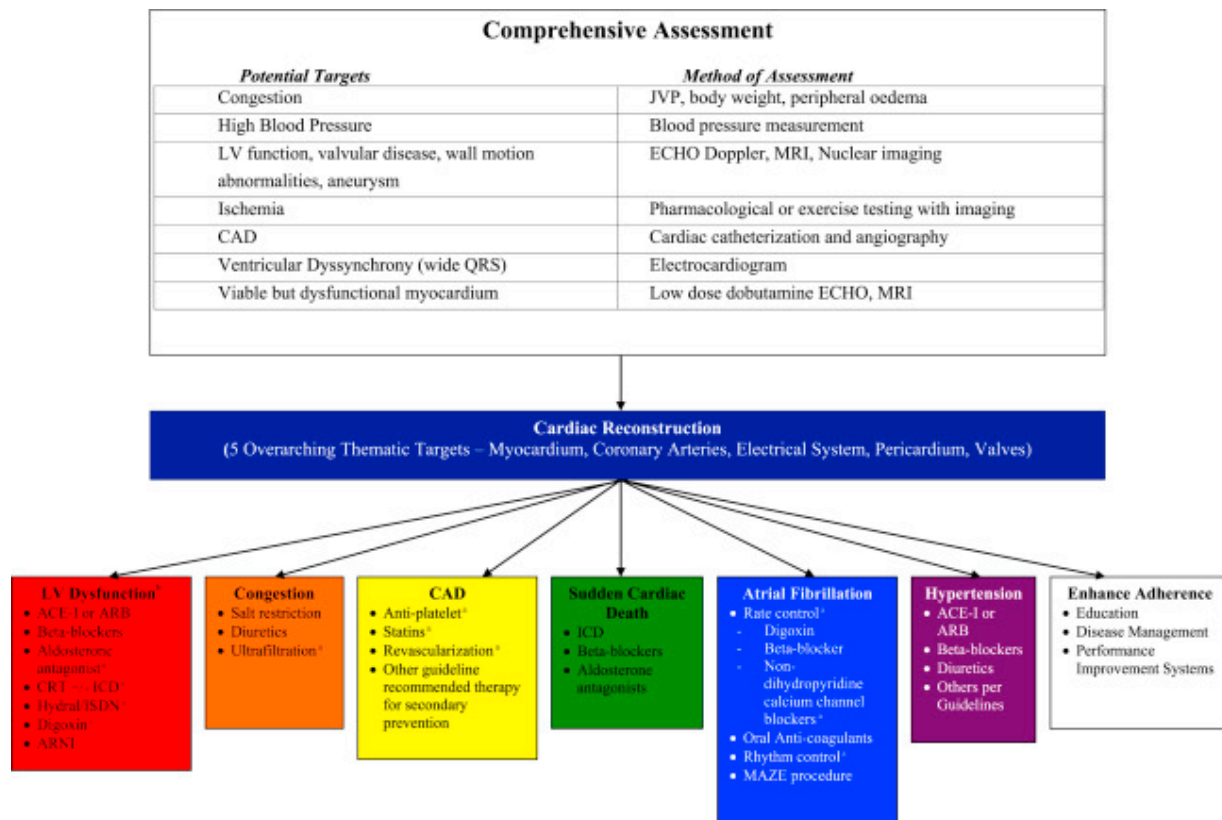 Comprehensive Assessment
Potential Targets Method of Assessment
Congestion JVP, body weight, peripheral oedema
High Blood Pressure Blood pressure measurement
LV function, valvular disease, wall motion ECHO Doppler, MRI, Nuclear imaging
abnormalities, aneurysm
Ischemia Pharmacological or exercise testing with imaging
CAD Cardiac catheterization and angiography
Ventricular Dyssynchrony (wide QRS) Electrocardiogram
Viable but dysfunctional myocardium Low dose dobutamine ECHO, MRI
Cardiac Reconstruction
(5 Overarching Thematic Targets – Myocardium, Coronary Arteries, Electrical System, Pericardium, Valves)
LV Dysfunction
• ACE-I or ARB
• Beta-blockers
• Aldosterone
antagonist
• CRT +/- ICD
• Hydral/ISDN
• Digoxin
• ARNI
Congestion
• Salt restriction
• Diuretics
• Ultrafiltration
CAD
• Anti-platelet
• Statins
• Revascularization
• Other guideline
recommended therapy
for secondary
prevention
Sudden Cardiac
Death
• ICD
• Beta-blockers
• Aldosterone
antagonists
Atrial Fibrillation
• Rate control
- Digoxin
- Beta-blocker
- Non-
dihydropyridine
calcium channel
blockers
• Oral Anti-coagulants
• Rhythm control
• MAZE procedure
Hypertension
• ACE-I or
ARB
• Beta-blockers
• Diuretics
• Others per
Guidelines
Enhance Adherence
• Education
• Disease Management
• Performance
Improvement Systems